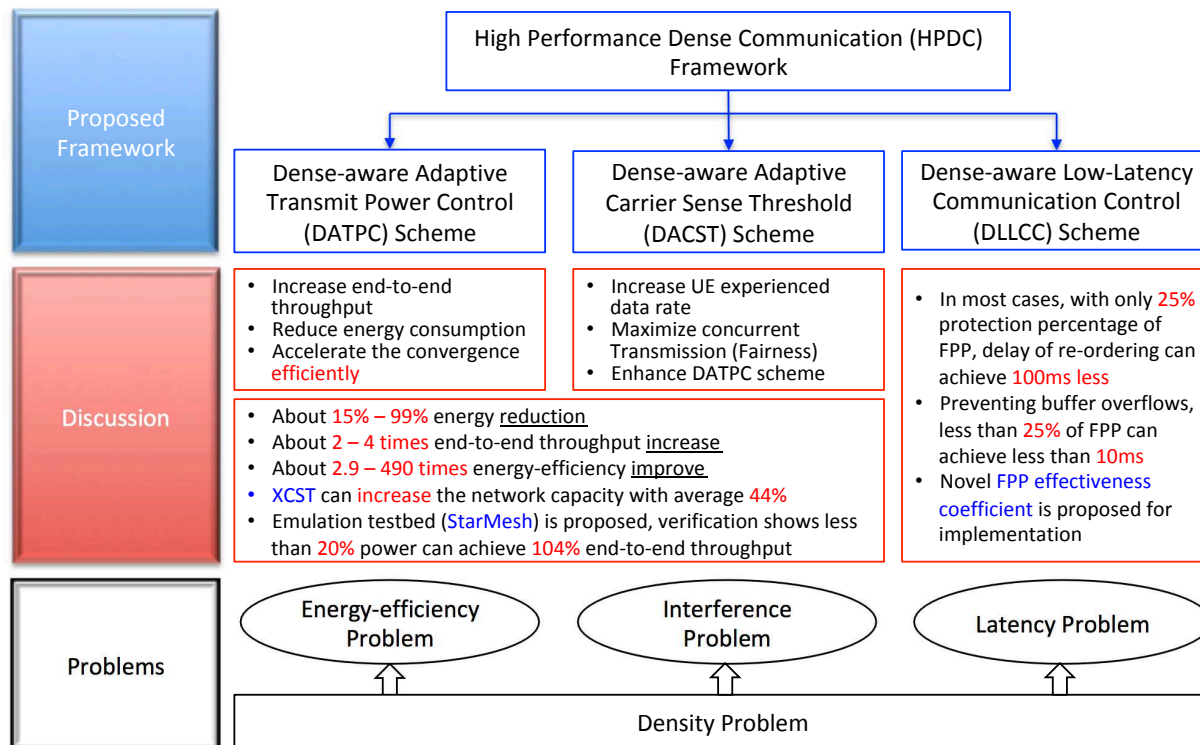 High Performance Dense Communication (HPDC)
Framework
Proposed
Framework
Dense-aware Adaptive
Transmit Power Control
(DATPC) Scheme
Dense-aware Adaptive
Carrier Sense Threshold
(DACST) Scheme
Dense-aware Low-Latency
Communication Control
(DLLCC) Scheme
Discussion
• Increase end-to-end
throughput
• Reduce energy consumption
• Accelerate the convergence
efficiently
• Increase UE experienced
data rate
• Maximize concurrent
Transmission (Fairness)
• Enhance DATPC scheme
• About 15% – 99% energy reduction
• About 2 – 4 times end-to-end throughput increase
• About 2.9 – 490 times energy-efficiency improve
• XCST can increase the network capacity with average 44%
• Emulation testbed (StarMesh) is proposed, verification shows less
than 20% power can achieve 104% end-to-end throughput
• In most cases, with only 25%
protection percentage of
FPP, delay of re-ordering can
achieve 100ms less
• Preventing buffer overflows,
less than 25% of FPP can
achieve less than 10ms
• Novel FPP effectiveness
coefficient is proposed for
implementation
Problems
Energy-efficiency
Problem
Interference
Problem
Latency Problem
Density Problem